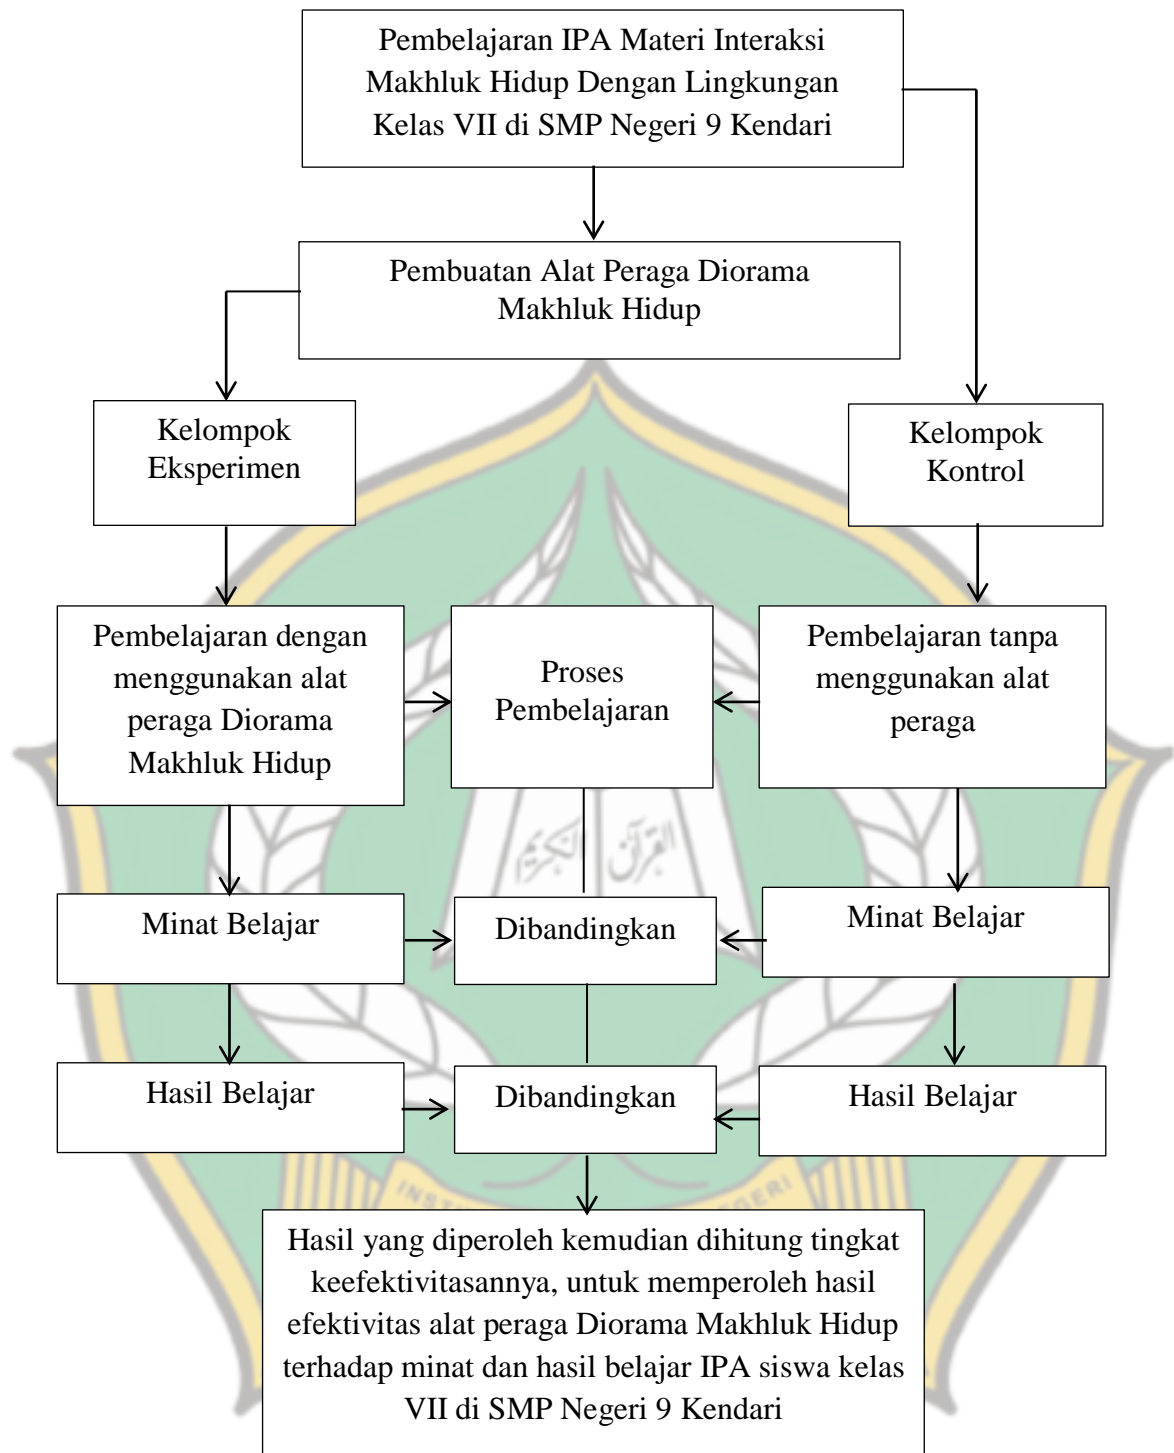 Pembelajaran IPA Materi Interaksi
Makhluk Hidup Dengan Lingkungan
Kelas VII di SMP Negeri 9 Kendari
Pembuatan Alat Peraga Diorama
Makhluk Hidup
Kelompok
Eksperimen
Kelompok
Kontrol
Pembelajaran dengan
menggunakan alat
peraga Diorama
Makhluk Hidup
Proses
Pembelajaran
Pembelajaran tanpa
menggunakan alat
peraga
القرآن الكريم
Minat Belajar
Dibandingkan
Minat Belajar
Hasil Belajar
Dibandingkan
Hasil Belajar
Hasil yang diperoleh kemudian dihitung tingkat
keefektivitasannya, untuk memperoleh hasil
efektivitas alat peraga Diorama Makhluk Hidup
terhadap minat dan hasil belajar IPA siswa kelas
VII di SMP Negeri 9 Kendari